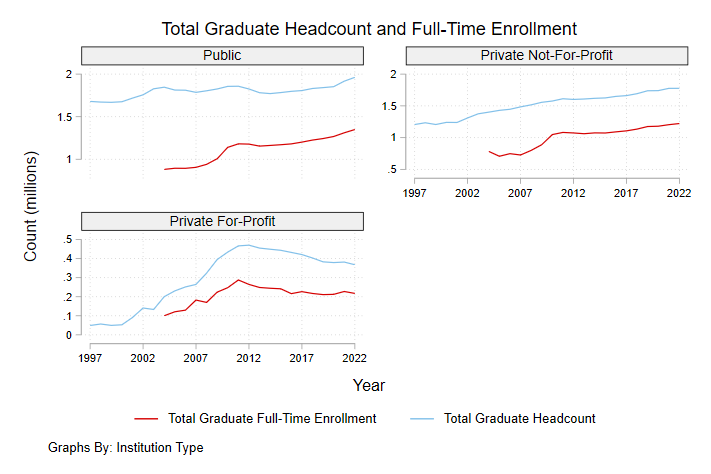 Total Graduate Headcount and Full-Time Enrollment
Public
Private Not-For-Profit
2
1.5
1
2
1.5
1
.5
1997 2002 2007 2012 2017 2022
Private For-Profit
.5
.4
.3
.2
.1
0
1997 2002 2007 2012 2017 2022
Count (millions)
Year
Total Graduate Full-Time Enrollment
Total Graduate Headcount
Graphs By: Institution Type